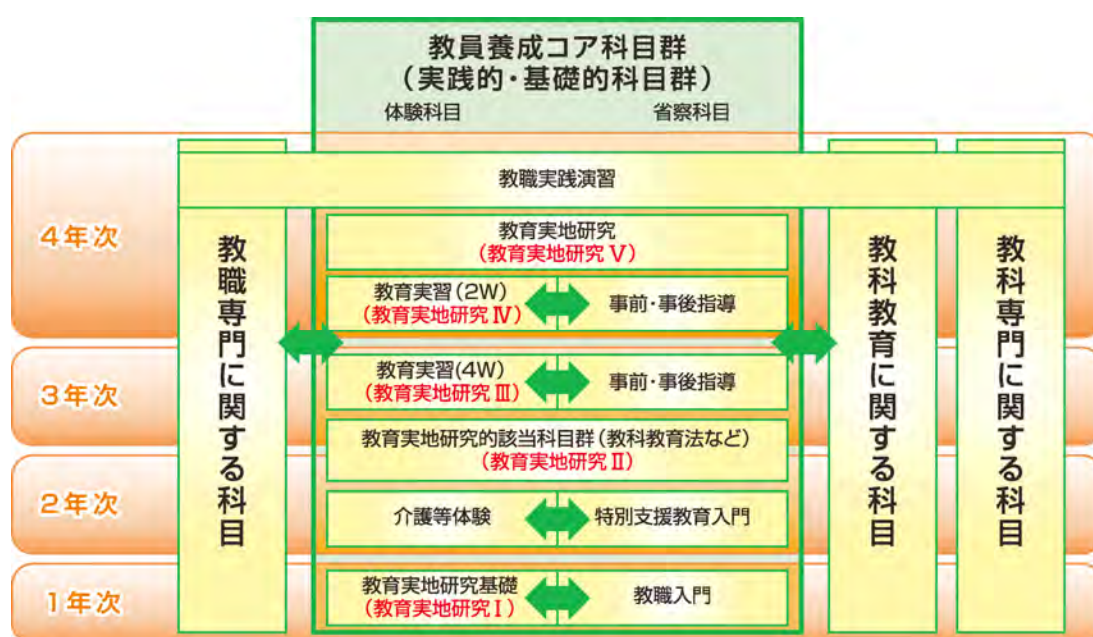 教員養成コア科目群
(実践的・基礎的科目群)
体験科目
省察科目
教職実践演習
4年次
教育実地研究
(教育実地研究Ⅴ)
教育実習(2W)
(教育実地研究Ⅳ)
事前・事後指導
3年次
教育実習(4W)
(教育実地研究Ⅲ)
事前・事後指導
教育実地研究的該当科目群(教科教育法など)
(教育実地研究Ⅱ)
2年次
介護等体験
特別支援教育入門
1年次
教育実地研究基礎
(教育実地研究Ⅰ)
教職入門
教職専門に関する科目
教科教育に関する科目
教科専門に関する科目